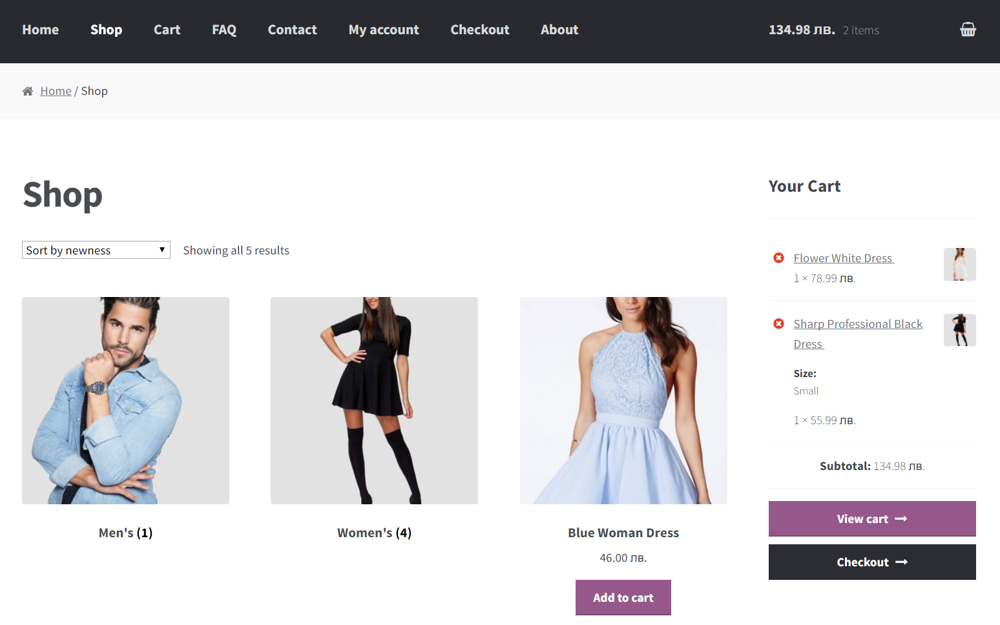 Home Shop Cart FAQ Contact My account Checkout About 134.98 лв. 2 items
Home / Shop
Shop
Sort by newness
Showing all 5 results
Men's (1)
Women's (4)
Blue Woman Dress
46.00 лв.
Add to cart
Your Cart
Flower White Dress
1 × 78.99 лв.
Sharp Professional Black
Dress
Size:
Small
1 × 55.99 лв.
Subtotal: 134.98 лв.
View cart
Checkout